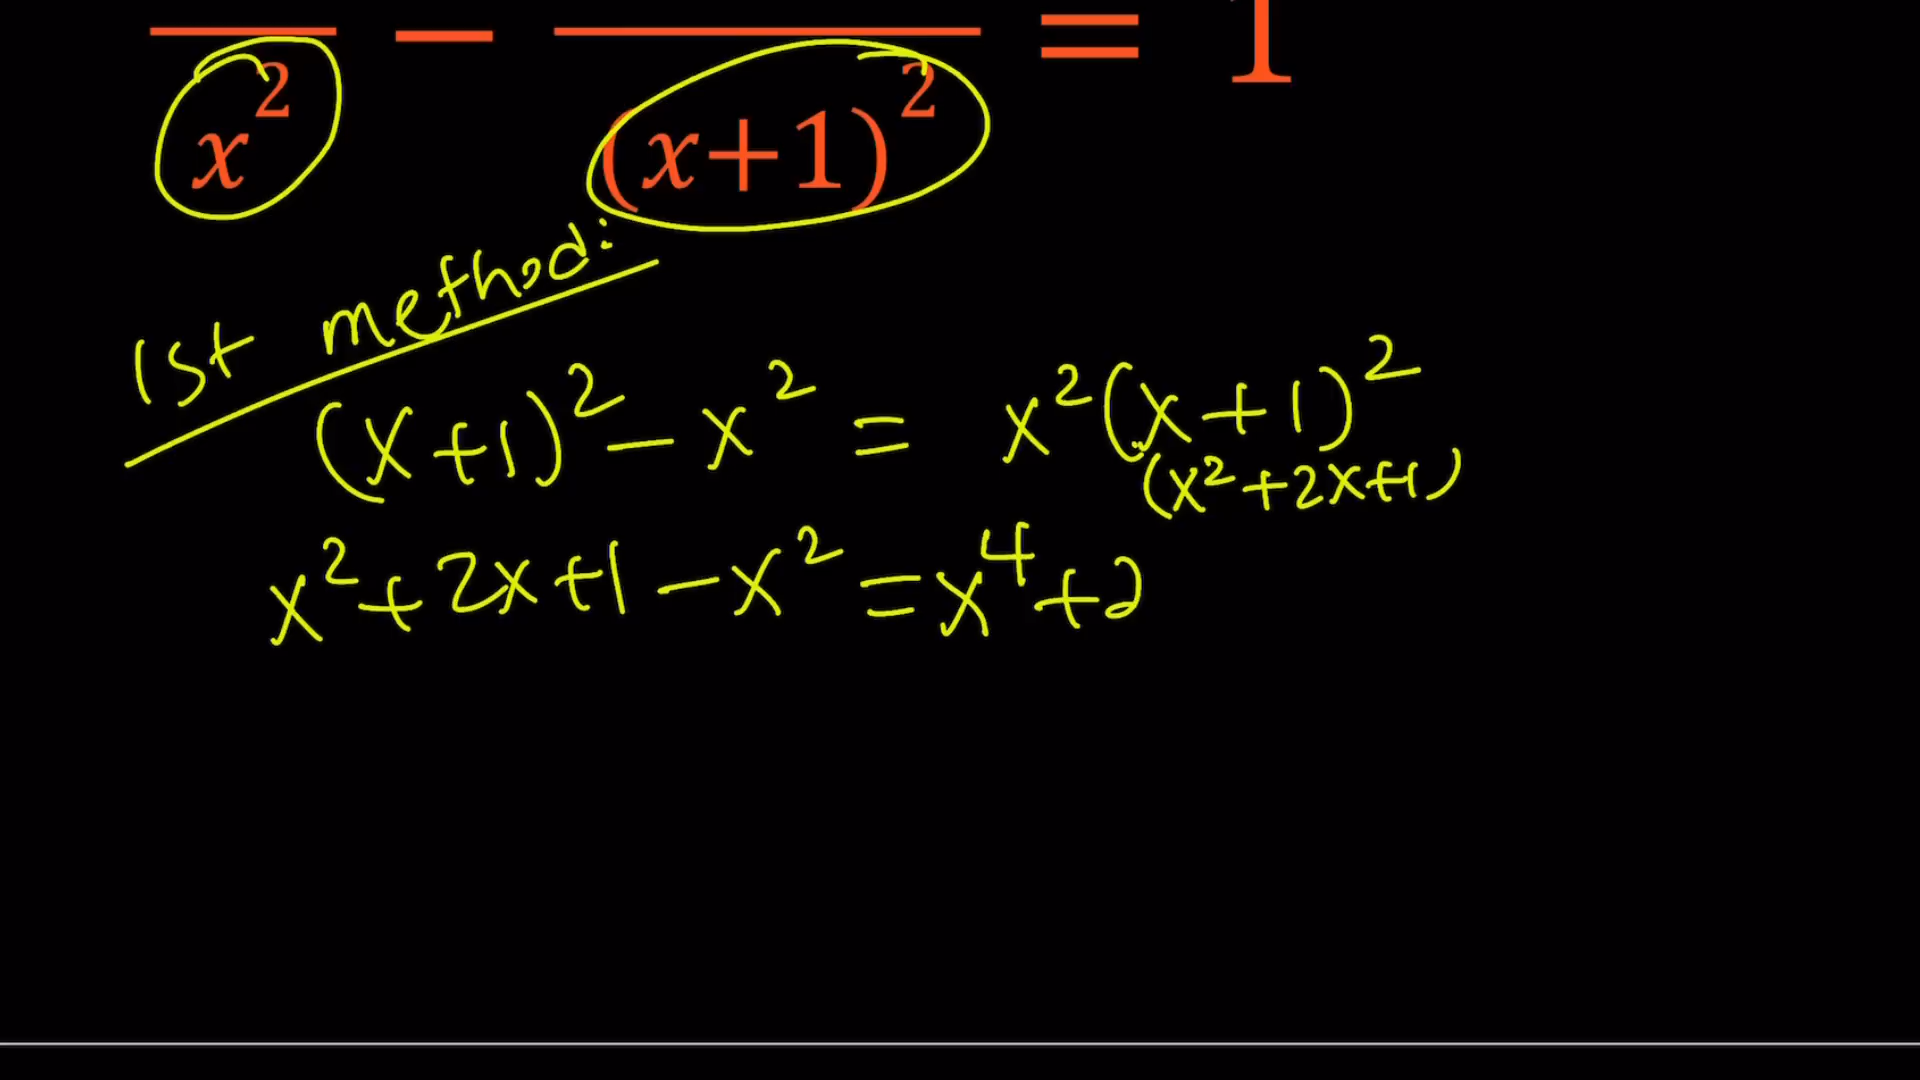 ― − ― = 1
x² (x+1)²
1st method:
(x+1)² − x² = x²(x+1)²
(x²+2x+1)
x²+2x+1−x² = x⁴+2